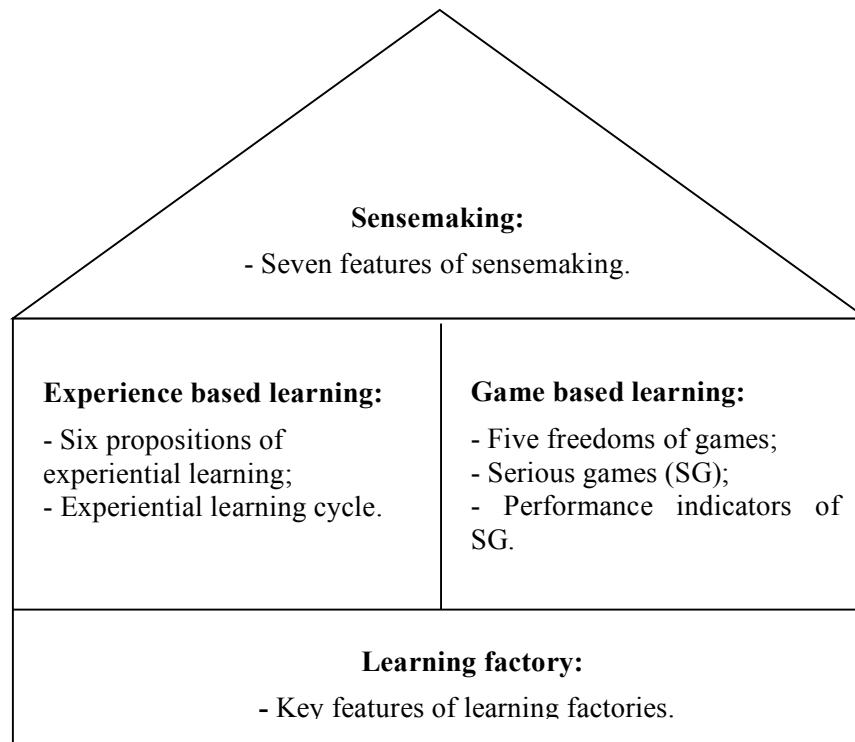 Sensemaking:
- Seven features of sensemaking.
Experience based learning:
- Six propositions of
experiential learning;
- Experiential learning cycle.
Game based learning:
- Five freedoms of games;
- Serious games (SG);
- Performance indicators of
SG.
Learning factory:
- Key features of learning factories.